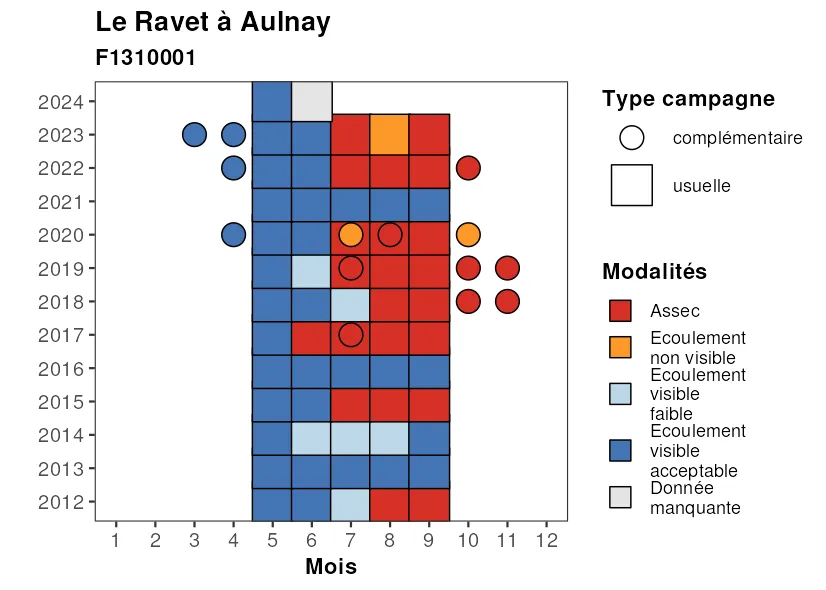 Le Ravet à Aulnay
F1310001
2024
2023
2022
2021
2020
2019
2018
2017
2016
2015
2014
2013
2012
1 2 3 4 5 6 7 8 9 10 11 12
Mois
Type campagne
complémentaire
usuelle
Modalités
Assec
Ecoulement
non visible
Ecoulement
visible
faible
Ecoulement
visible
acceptable
Donnée
manquante